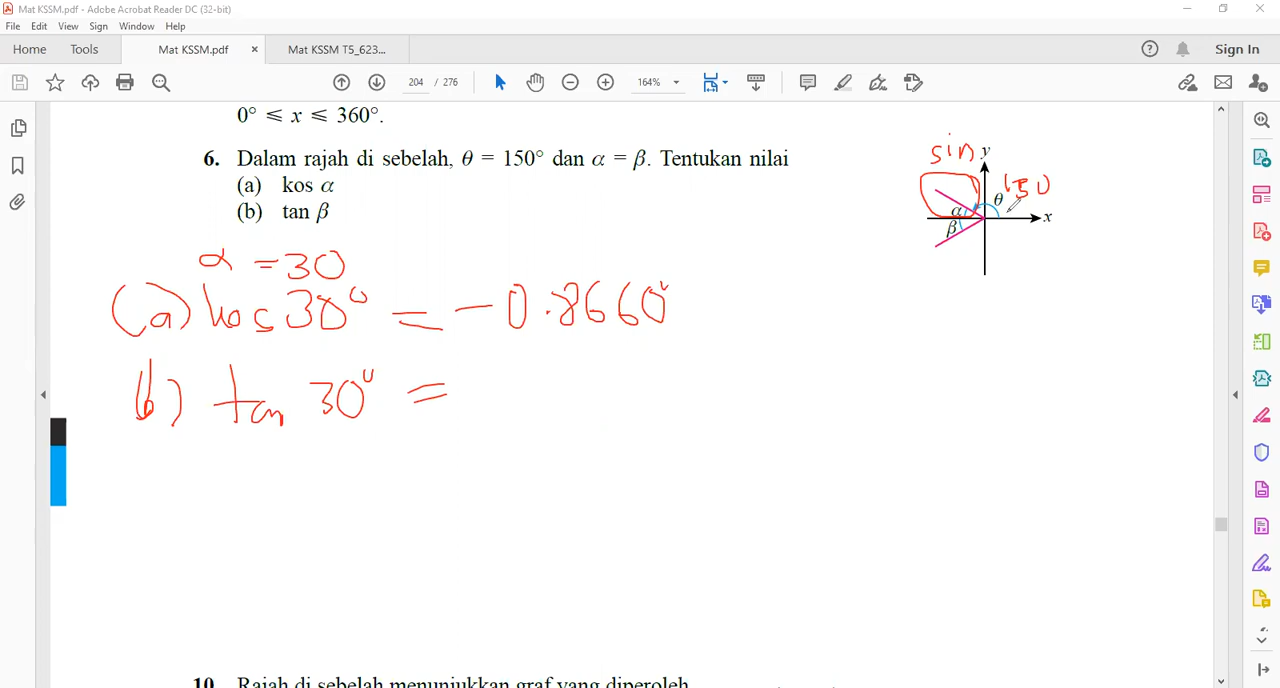 Mat KSSM.pdf - Adobe Acrobat Reader DC (32-bit)
File Edit View Sign Window Help
Home Tools Mat KSSM.pdf × Mat KSSM T5_623... Sign In
204 / 276 164%
0° ⩽ x ⩽ 360°.
6. Dalam rajah di sebelah, θ = 150° dan α = β. Tentukan nilai
(a) kos α
(b) tan β
sin y
150
θ
α
x
β
α = 30
(a) kos 30° = -0.8660°
b) tan 30° =
10. Rajah di sebelah menunjukkan graf yang diperoleh